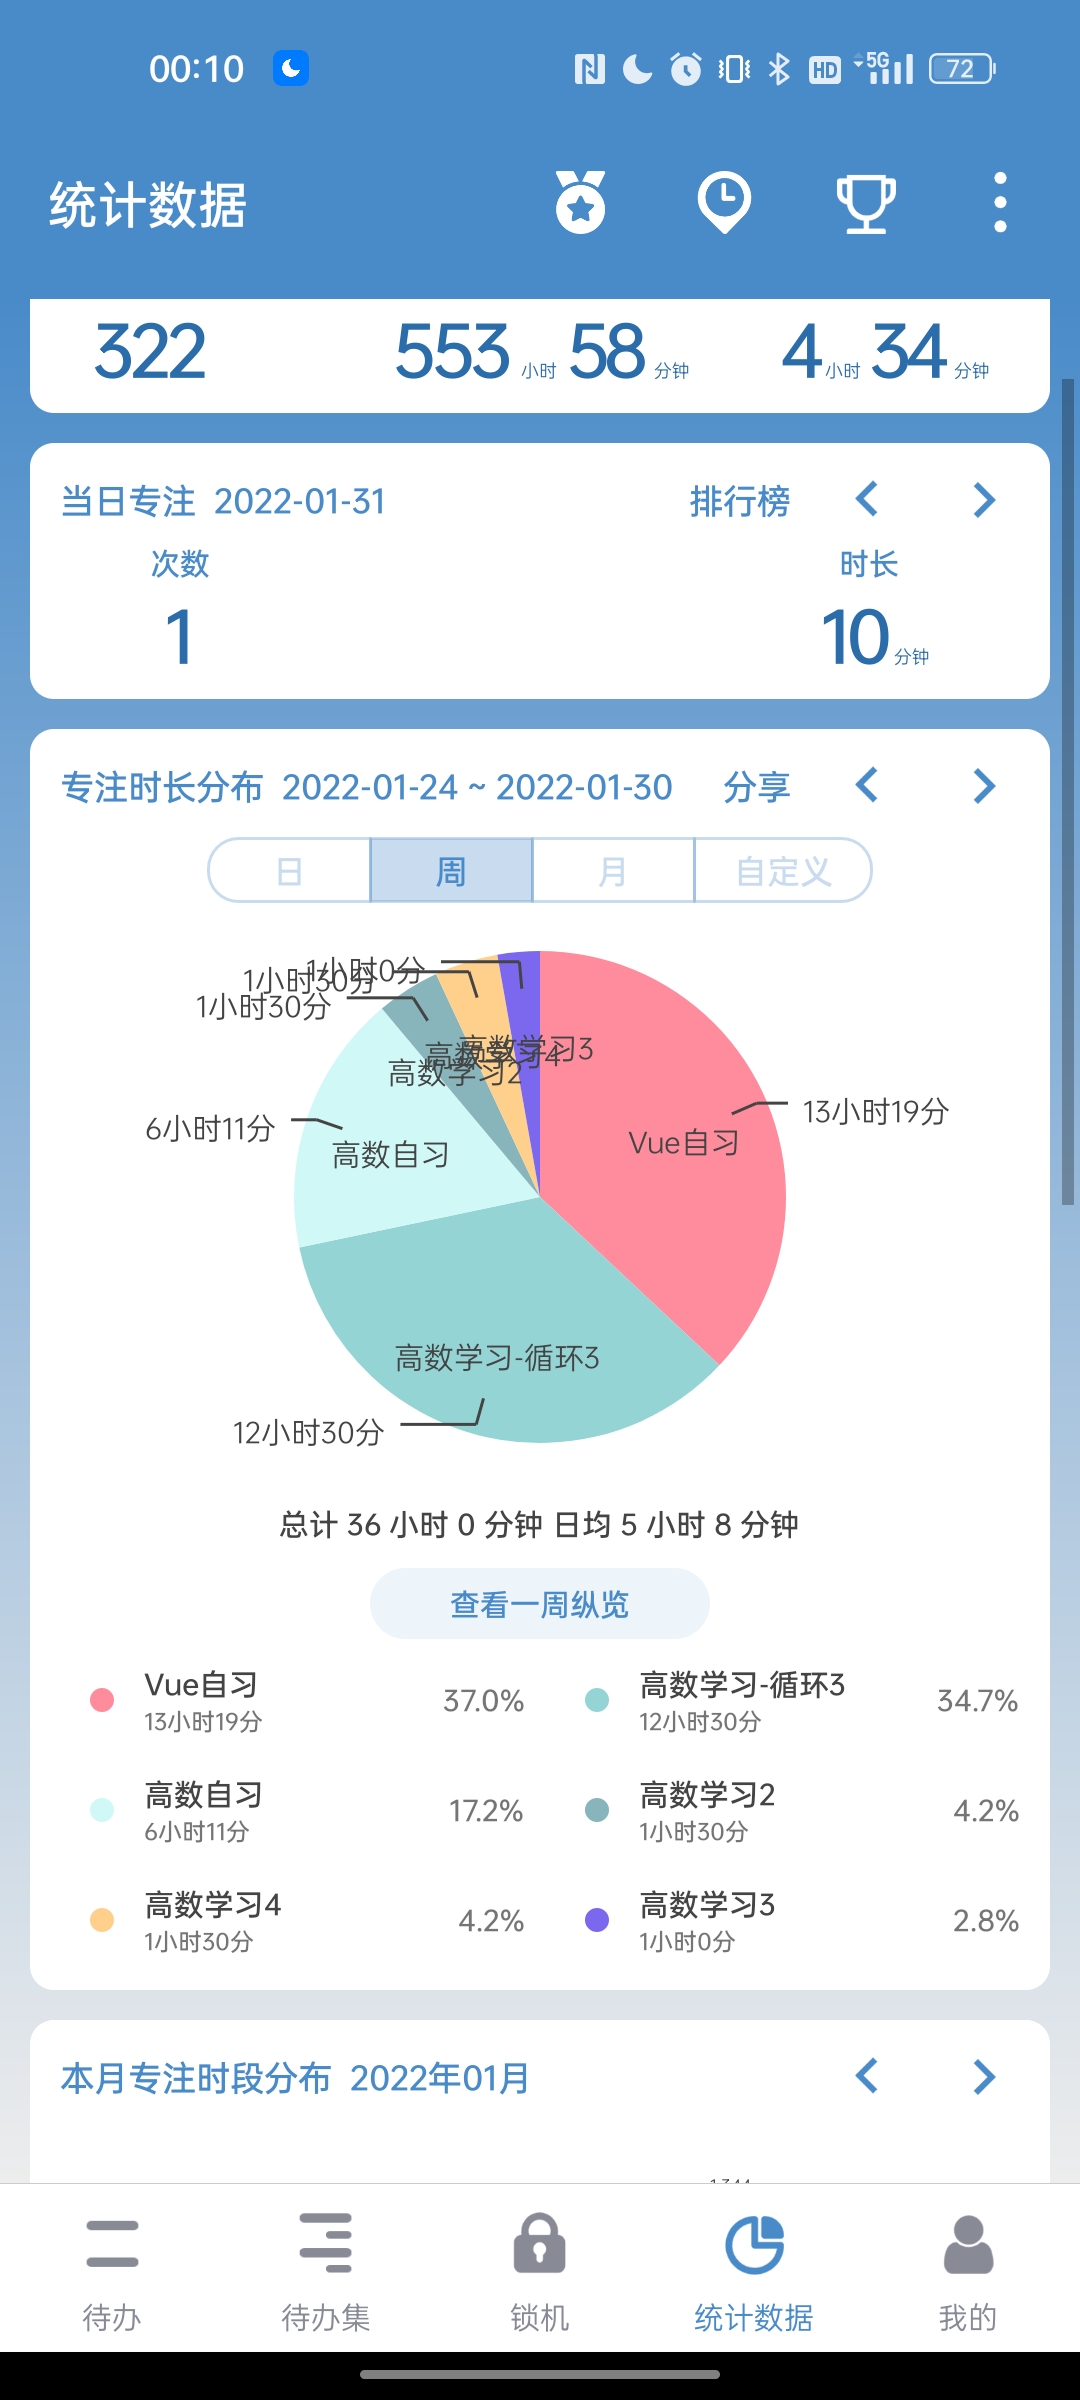 00:10
HD 5G 72
统计数据
322 553小时58分钟 4小时34分钟
当日专注 2022-01-31 排行榜
次数 时长
1 10分钟
专注时长分布 2022-01-24 ~ 2022-01-30 分享
日 周 月 自定义
1小时0分
1小时30分
1小时30分
高数学习3
高数学习4
高数学习2
13小时19分
6小时11分
Vue自习
高数自习
高数学习-循环3
12小时30分
总计 36 小时 0 分钟 日均 5 小时 8 分钟
查看一周纵览
Vue自习 37.0% 高数学习-循环3 34.7%
13小时19分 12小时30分
高数自习 17.2% 高数学习2 4.2%
6小时11分 1小时30分
高数学习4 4.2% 高数学习3 2.8%
1小时30分 1小时0分
本月专注时段分布 2022年01月
待办 待办集 锁机 统计数据 我的